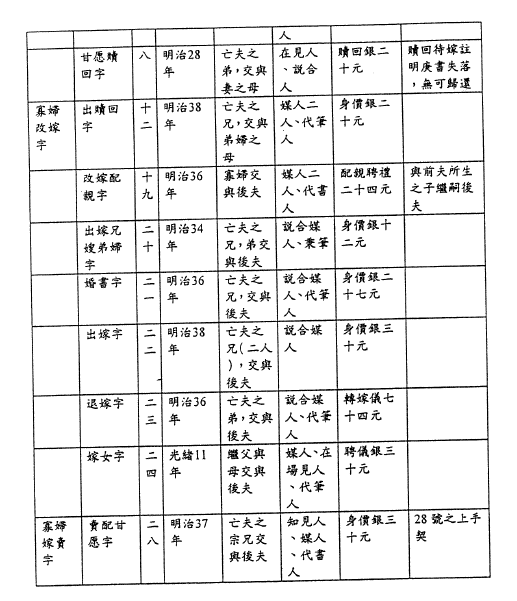 人
甘愿贖回字 八 明治28年 亡夫之弟,交與妻之母 在見人、說合人 贖回銀二十元 贖回待嫁註明庚書失落,無可歸還
寡婦改嫁字 出贖回字 十二 明治38年 亡夫之兄,交與弟婦之母 媒人二人、代筆人 身價銀二十元
改嫁配親字 十九 明治36年 寡婦交與後夫 媒人二人、代書人 配親聘禮二十四元 與前夫所生之子繼嗣後夫
出嫁兄嫂弟婦字 二十 明治34年 亡夫之兄,弟交與後夫 說合媒人、秉筆人 身價銀十二元
婚書字 二一 明治36年 亡夫之兄,交與後夫 說合媒人、代筆人 身價銀二十七元
出嫁字 二二 明治38年 亡夫之兄(二人),交與後夫 說合媒人 身價銀三十元
退嫁字 二三 明治36年 亡夫之弟,交與後夫 說合媒人、代筆人 轉嫁儀七十四元
嫁女字 二四 光緒11年 繼父與母交與後夫 媒人、在場見人、代筆人 聘儀銀三十元
寡婦嫁賣字 賣配甘愿字 二八 明治37年 亡夫之宗兄交與後夫 知見人、媒人、代書人 身價銀三十元 28號之上手契